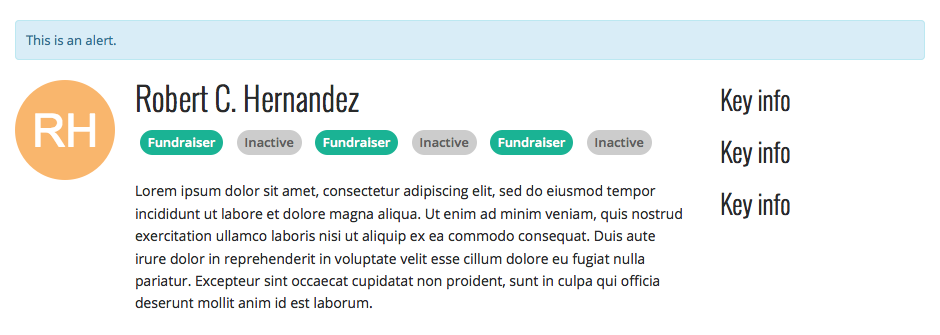 This is an alert.
RH
Robert C. Hernandez
Fundraiser Inactive Fundraiser Inactive Fundraiser Inactive
Lorem ipsum dolor sit amet, consectetur adipiscing elit, sed do eiusmod tempor
incididunt ut labore et dolore magna aliqua. Ut enim ad minim veniam, quis nostrud
exercitation ullamco laboris nisi ut aliquip ex ea commodo consequat. Duis aute
irure dolor in reprehenderit in voluptate velit esse cillum dolore eu fugiat nulla
pariatur. Excepteur sint occaecat cupidatat non proident, sunt in culpa qui officia
deserunt mollit anim id est laborum.
Key info
Key info
Key info